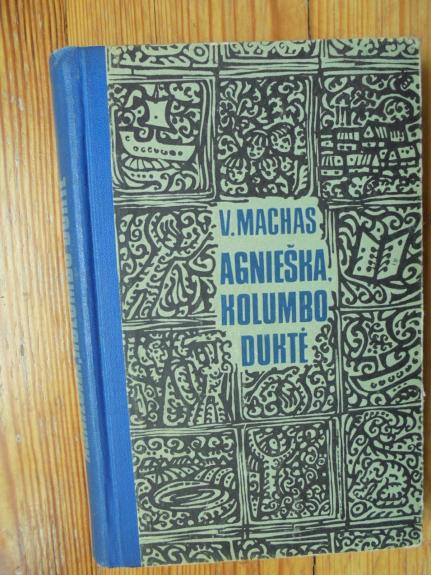 V. MACHAS
AGNIEŠKA.
KOLUMBO
DUKTĖ